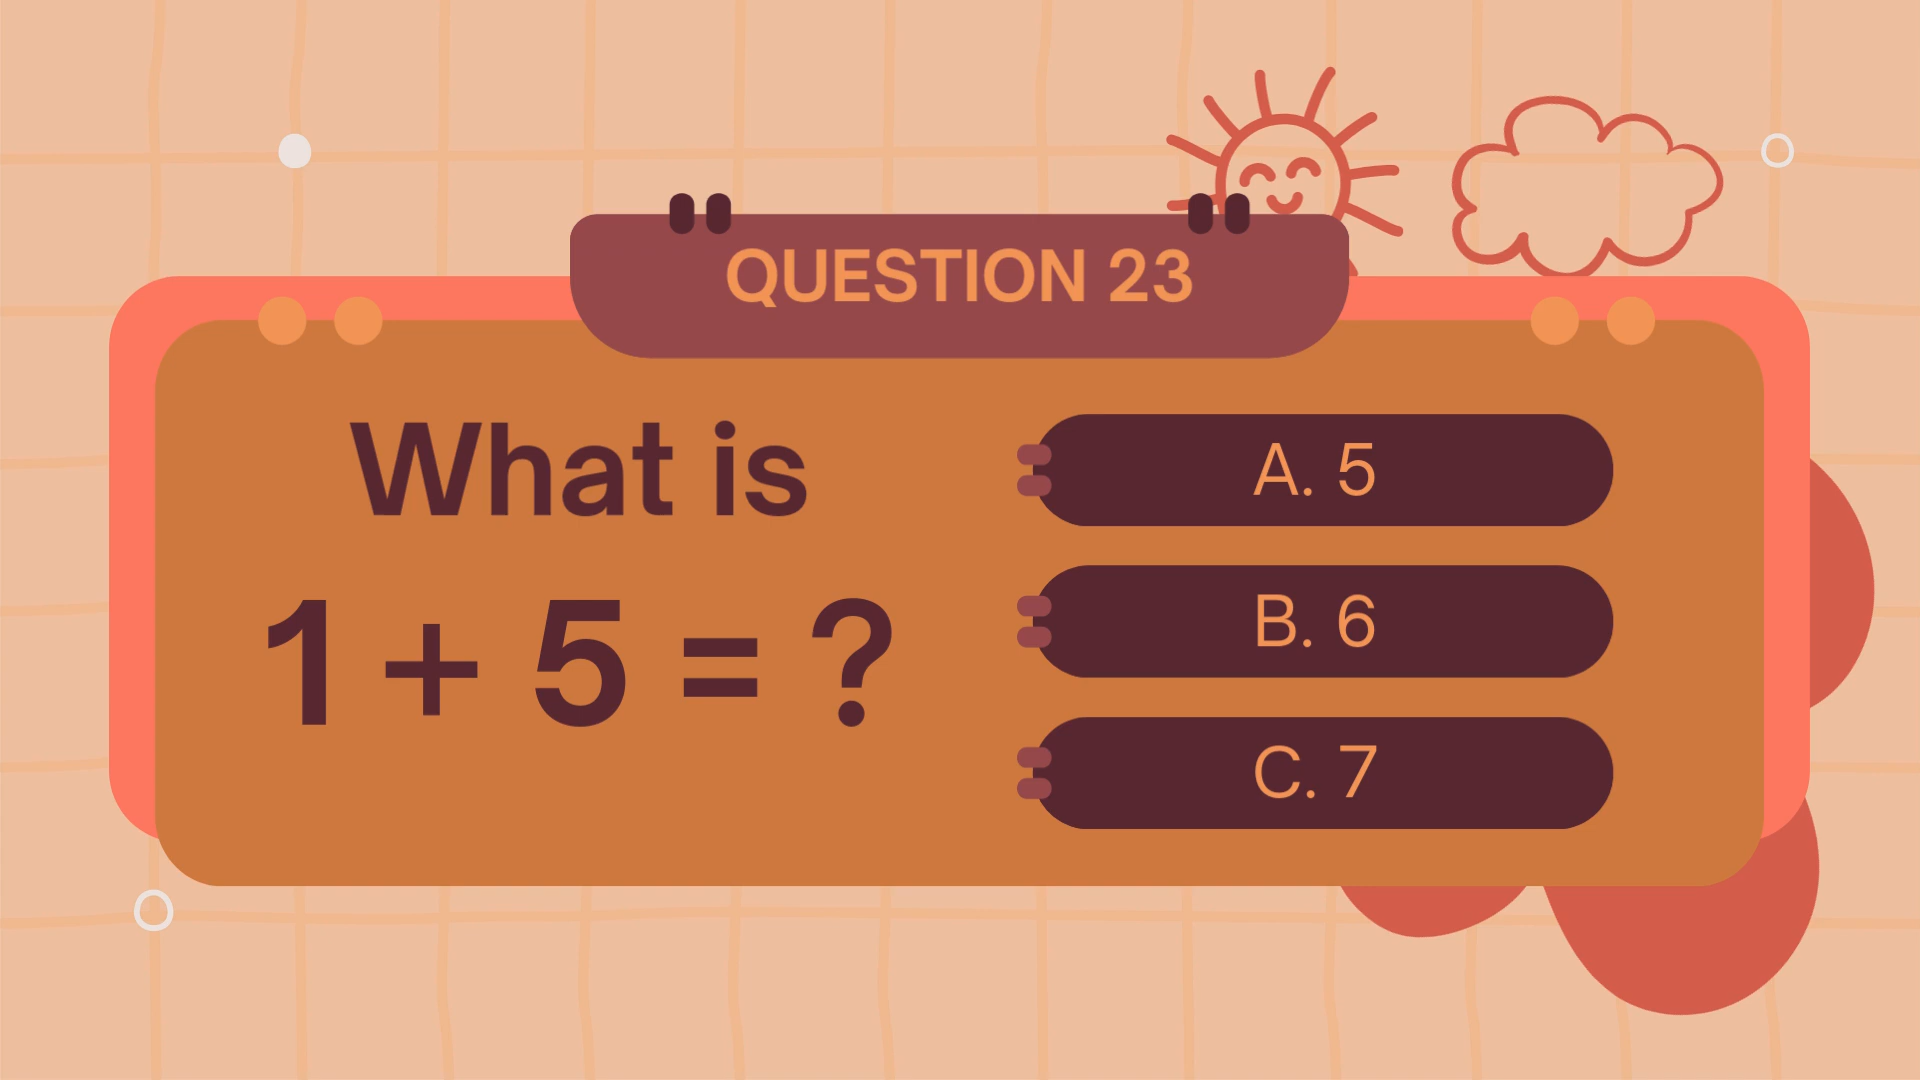 QUESTION 23
What is
1 + 5 = ?
A. 5
B. 6
C. 7